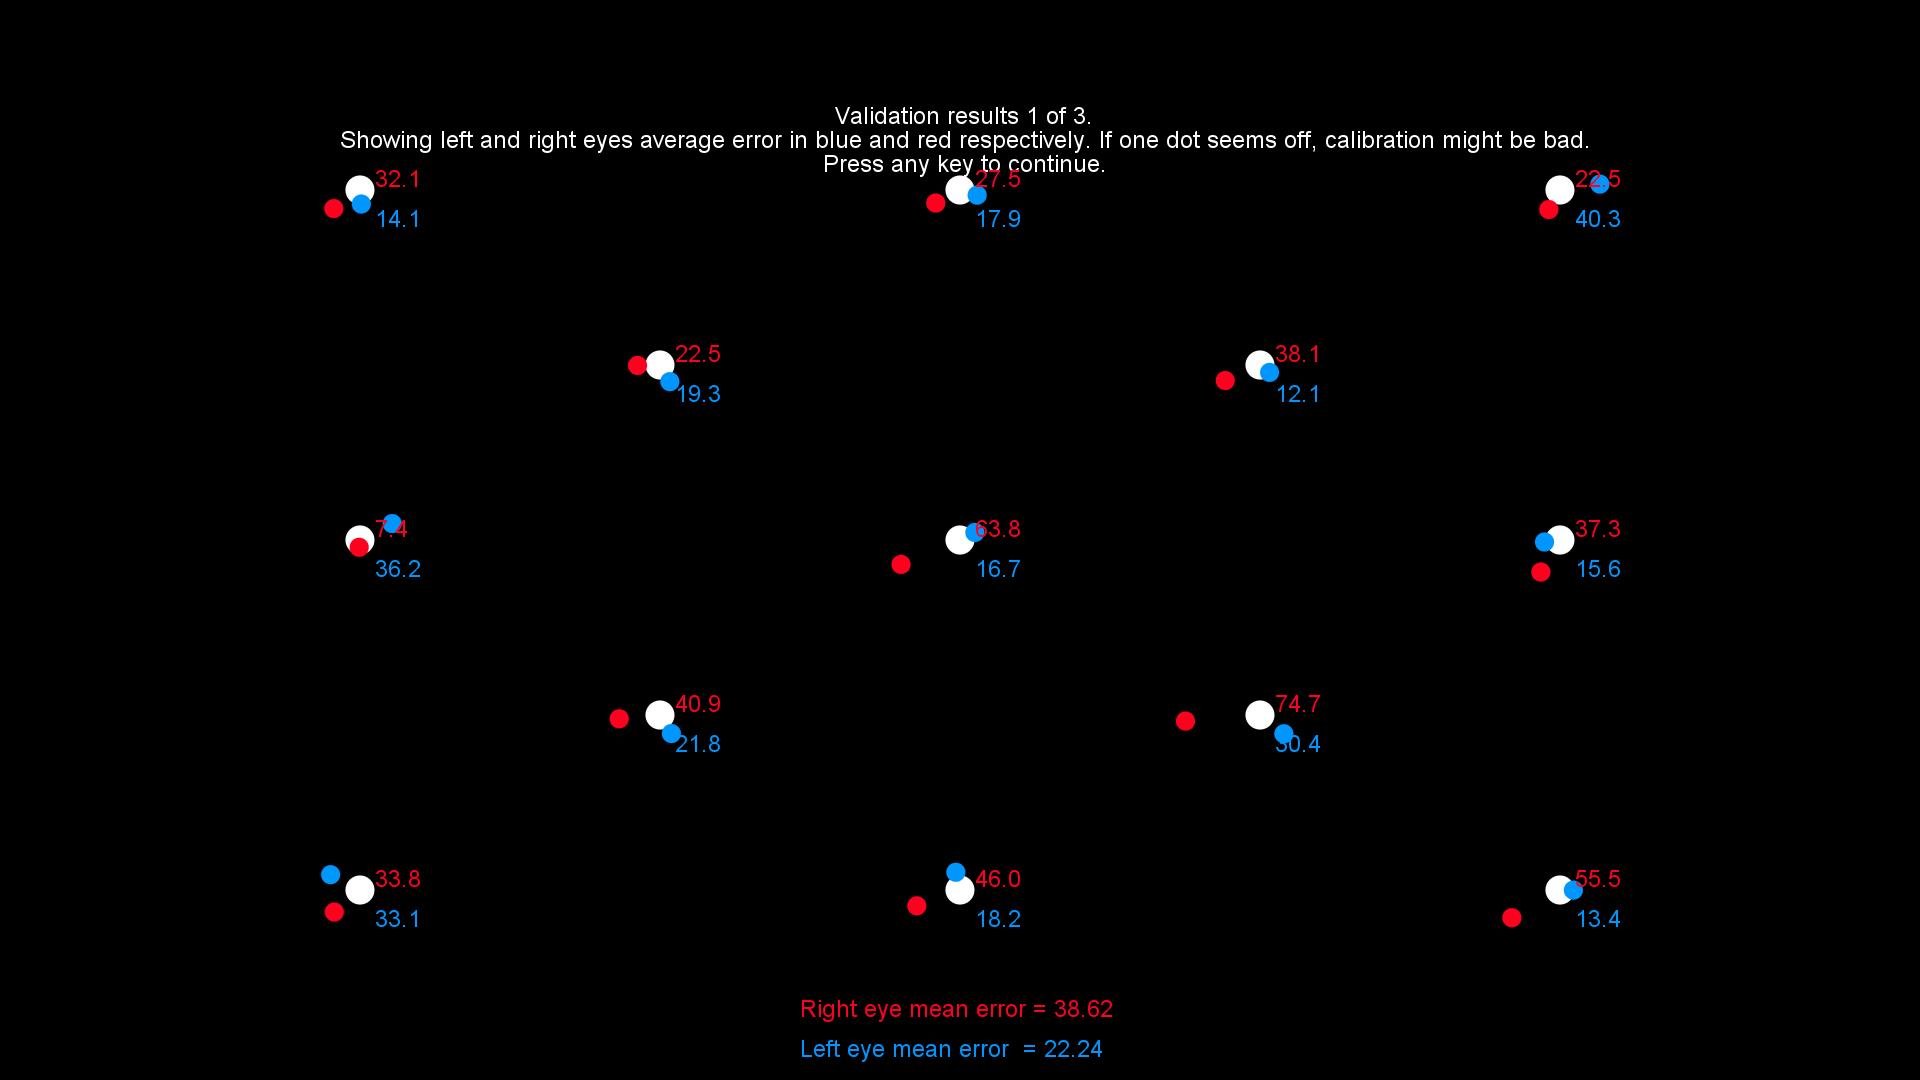 Validation results 1 of 3.
Showing left and right eyes average error in blue and red respectively. If one dot seems off, calibration might be bad.
Press any key to continue.
32.1 27.5 22.5
14.1 17.9 40.3
22.5 38.1
19.3 12.1
7.4 63.8 37.3
36.2 16.7 15.6
40.9 74.7
21.8 30.4
33.8 46.0 55.5
33.1 18.2 13.4
Right eye mean error = 38.62
Left eye mean error = 22.24